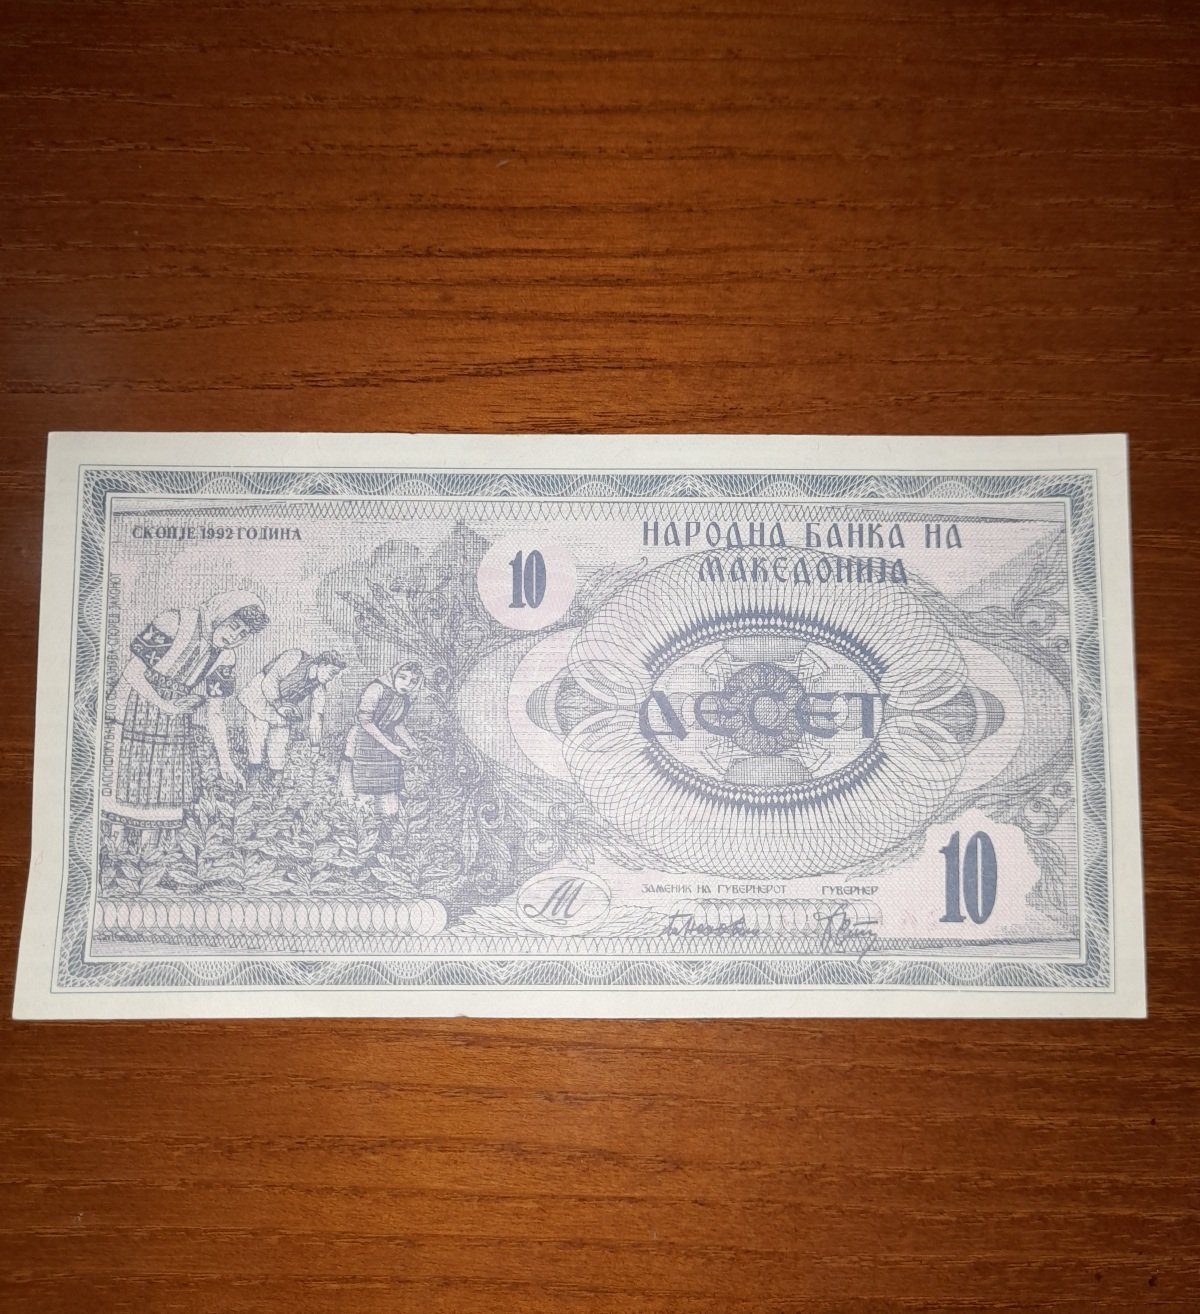 СКОПЈЕ 1992 ГОДИНА
10
НАРОДНА БАНКА НА
МАКЕДОНИЈА
ДЕСЕТ
М
ЗАМЕНИК НА ГУВЕРНЕРОТ ГУВЕРНЕР
10